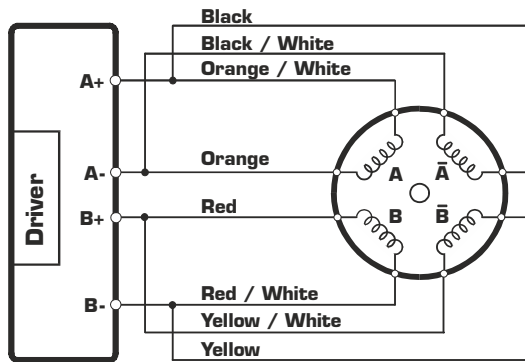 Black
Black / White
Orange / White
A+
Orange
A-
A
Ā
Driver
B+
Red
B
B̄
B-
Red / White
Yellow / White
Yellow